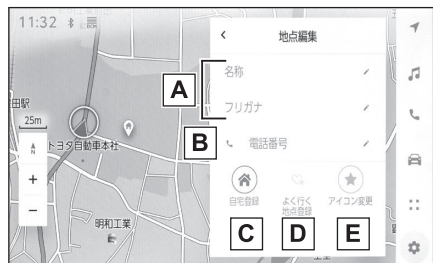 11:32
地点編集
名称
A
フリガナ
田駅
25m
トヨタ自動車本社
B
電話番号
N
自宅登録
よく行く
地点登録
アイコン変更
明和工業
C
D
E